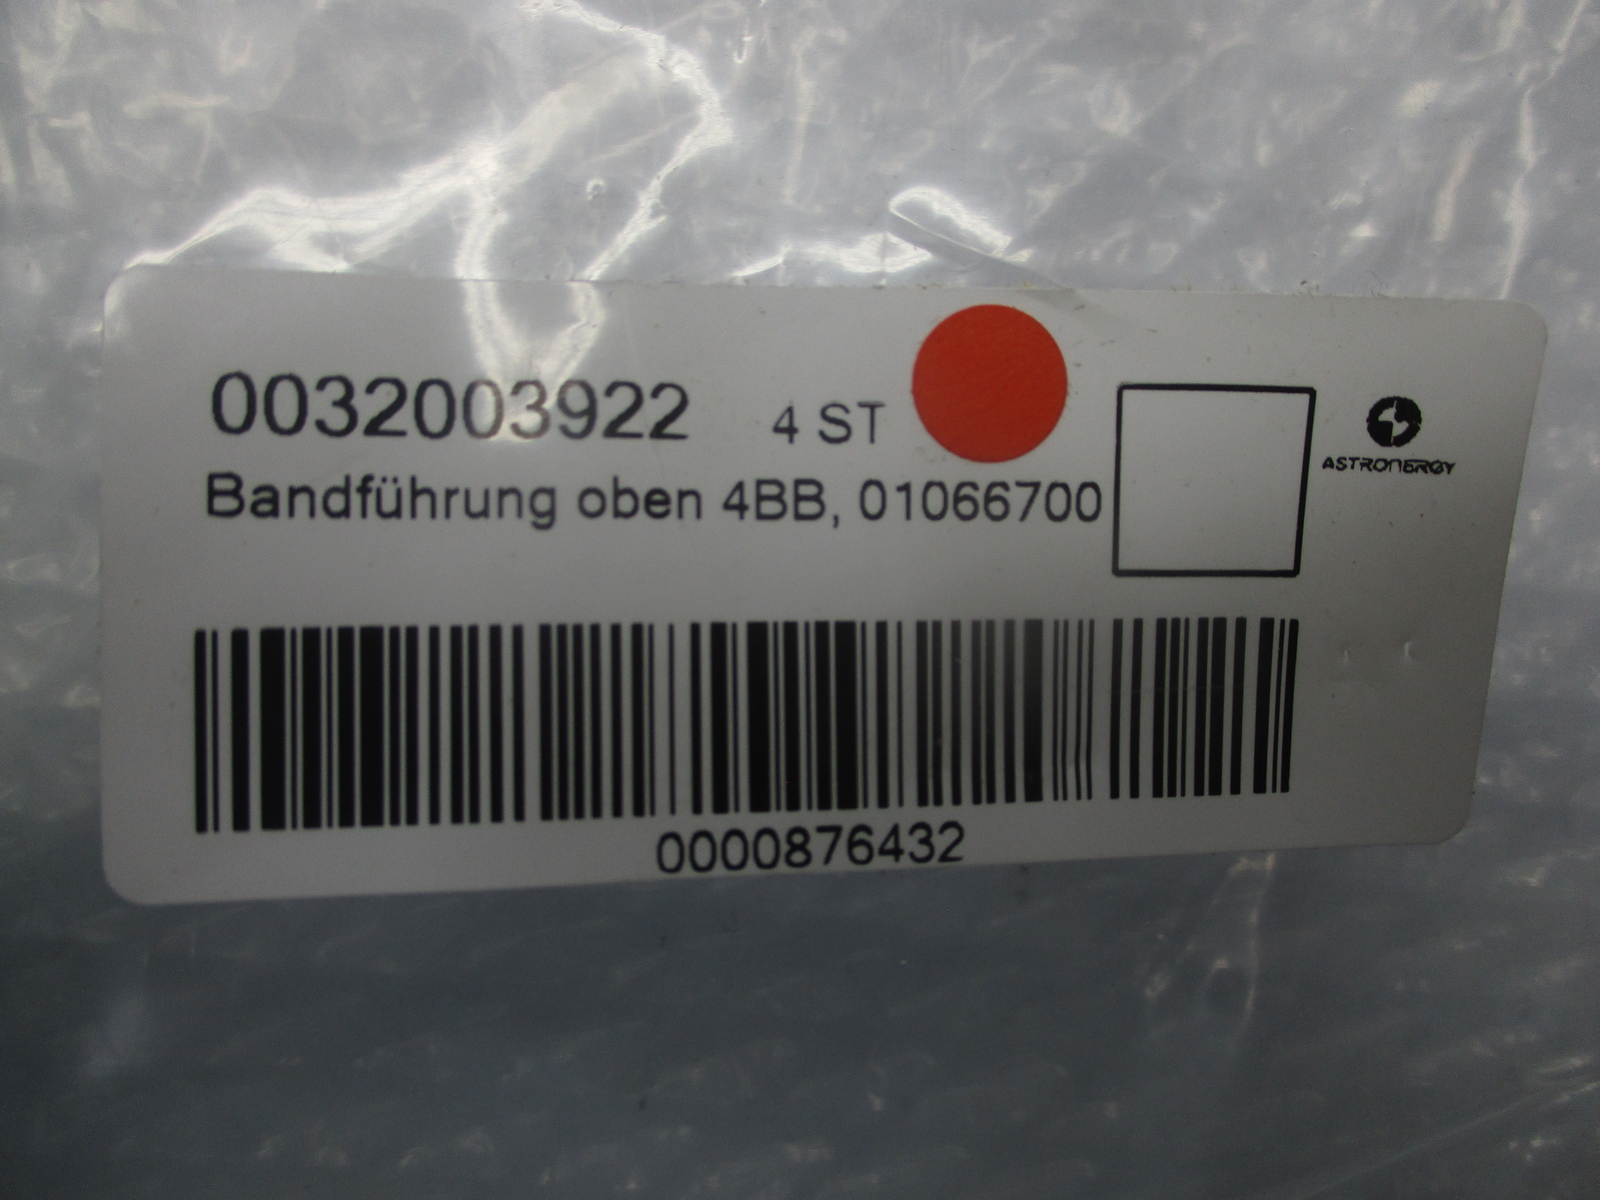 0032003922 4 ST
Bandführung oben 4BB, 01066700
ASTRONERGY
0000876432